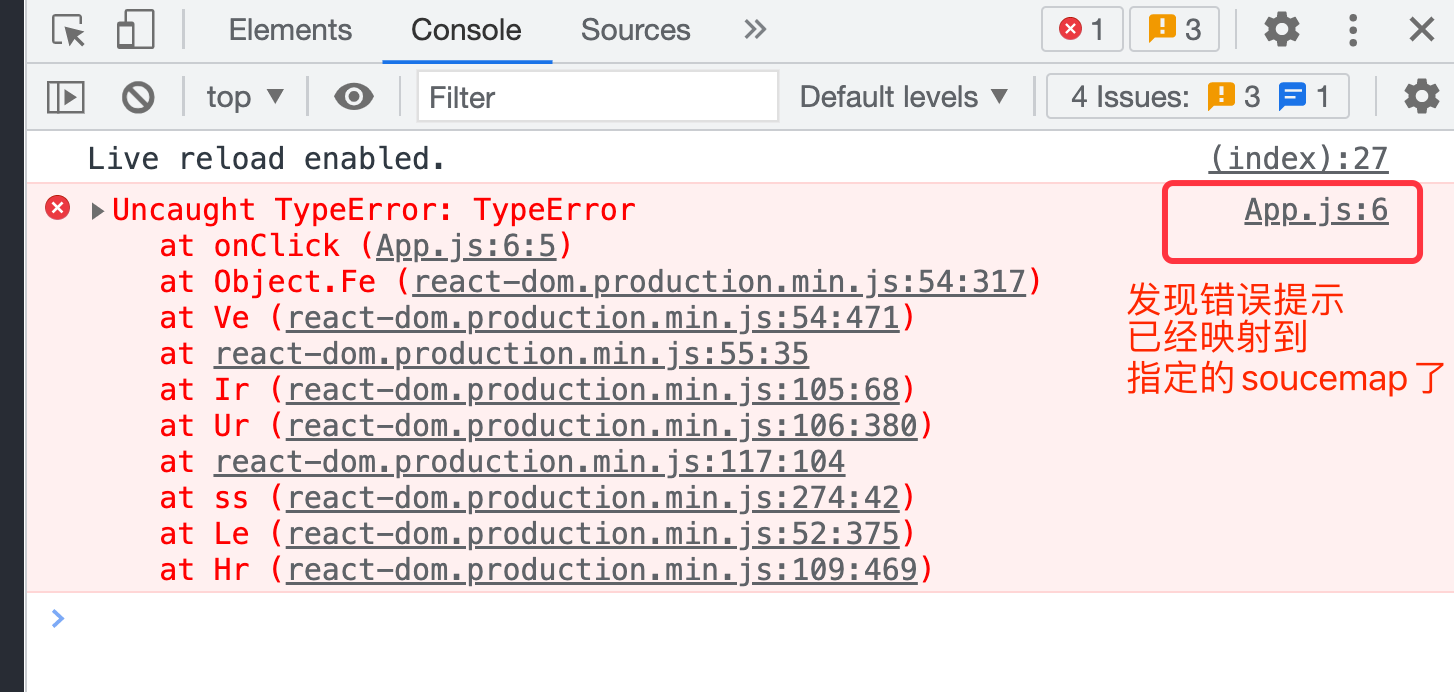 Elements Console Sources » 1 3
top ▼ Filter Default levels ▼ 4 Issues: 3 1
Live reload enabled. (index):27
Uncaught TypeError: TypeError App.js:6
at onClick (App.js:6:5)
at Object.Fe (react-dom.production.min.js:54:317)
at Ve (react-dom.production.min.js:54:471)
at react-dom.production.min.js:55:35
at Ir (react-dom.production.min.js:105:68)
at Ur (react-dom.production.min.js:106:380)
at react-dom.production.min.js:117:104
at ss (react-dom.production.min.js:274:42)
at Le (react-dom.production.min.js:52:375)
at Hr (react-dom.production.min.js:109:469)
发现错误提示
已经映射到
指定的 soucemap 了